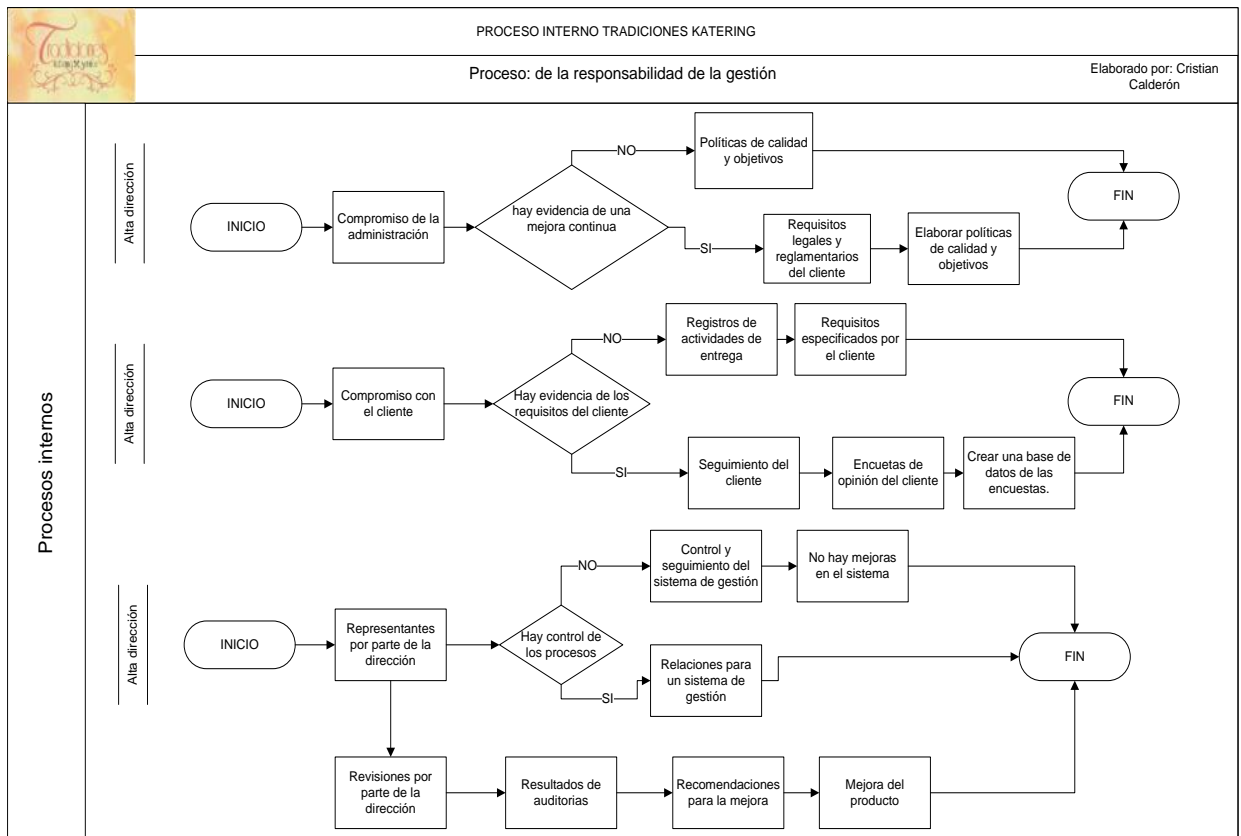 Tradiciones
PROCESO INTERNO TRADICIONES KATERING
Proceso: de la responsabilidad de la gestión
Elaborado por: Cristian
Calderón
Procesos internos
Alta dirección
INICIO
Compromiso de la
administración
hay evidencia de una
mejora continua
NO
Políticas de calidad
y objetivos
SI
Requisitos
legales y
reglamentarios
del cliente
Elaborar políticas
de calidad y
objetivos
FIN
Alta dirección
INICIO
Compromiso con
el cliente
Hay evidencia de los
requisitos del cliente
NO
Registros de
actividades de
entrega
Requisitos
especificados por
el cliente
SI
Seguimiento del
cliente
Encuetas de
opinión del cliente
Crear una base de
datos de las
encuestas.
FIN
Alta dirección
INICIO
Representantes
por parte de la
dirección
Hay control de
los procesos
NO
Control y
seguimiento del
sistema de gestión
No hay mejoras
en el sistema
SI
Relaciones para
un sistema de
gestión
FIN
Revisiones por
parte de la
dirección
Resultados de
auditorias
Recomendaciones
para la mejora
Mejora del
producto